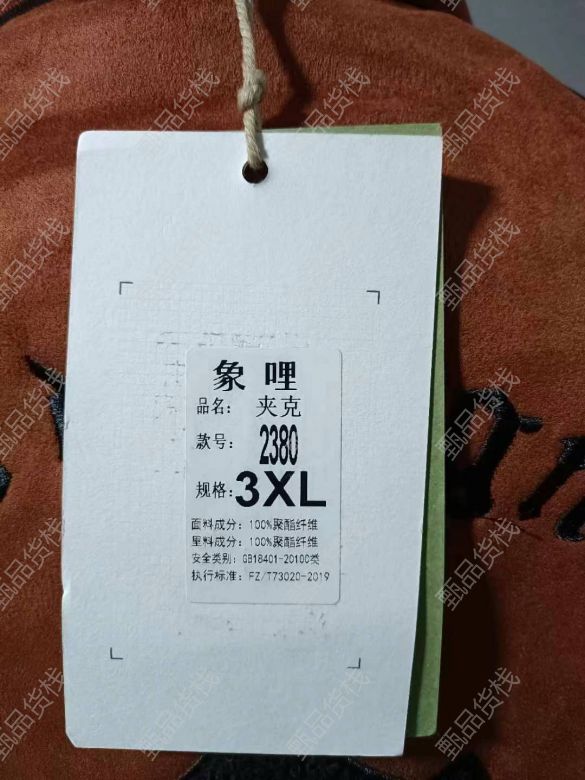 象哩
品名： 夹克
款号： 2380
规格：3XL
面料成分：100%聚酯纤维
里料成分：100%聚酯纤维
安全类别：GB18401-2010C类
执行标准：FZ/T73020-2019
甄品货栈